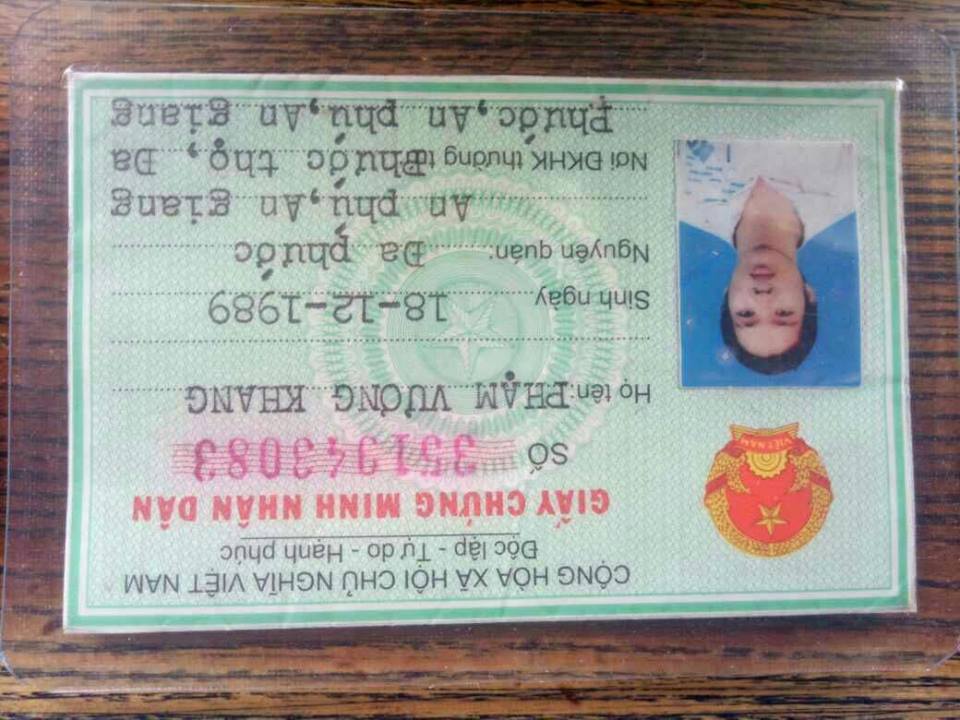 CỘNG HÒA XÃ HỘI CHỦ NGHĨA VIỆT NAM
Độc lập - Tự do - Hạnh phúc
GIẤY CHỨNG MINH NHÂN DÂN
SỐ 351943083
VIỆT NAM
Họ tên: PHẠM VƯƠNG KHANG
Sinh ngày 18-12-1989
Nguyên quán: Đa phước
An phú,An giang
Nơi ĐKHK thường trú Phước thọ, Đa
Phước,An phú,An giang